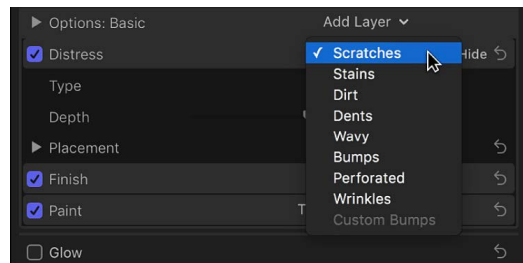 Options: Basic Add Layer
Distress Scratches Hide
Stains
Type
Dirt
Depth Dents
Wavy
Placement
Bumps
Finish Perforated
Wrinkles
Paint T
Custom Bumps
Glow